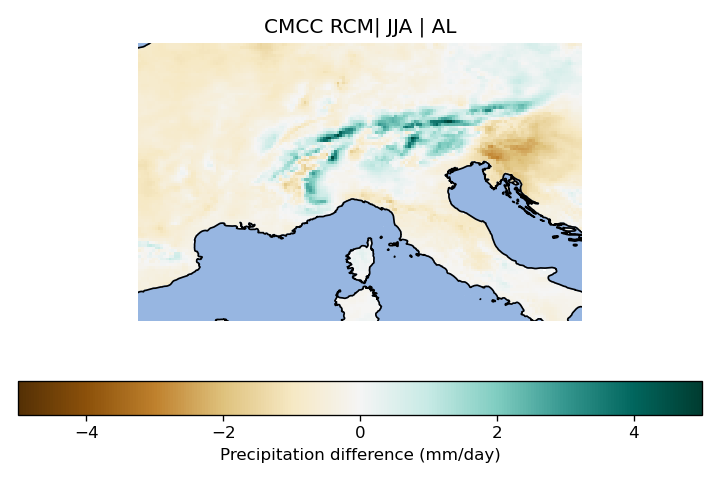 CMCC RCM| JJA | AL
−4 −2 0 2 4
Precipitation difference (mm/day)